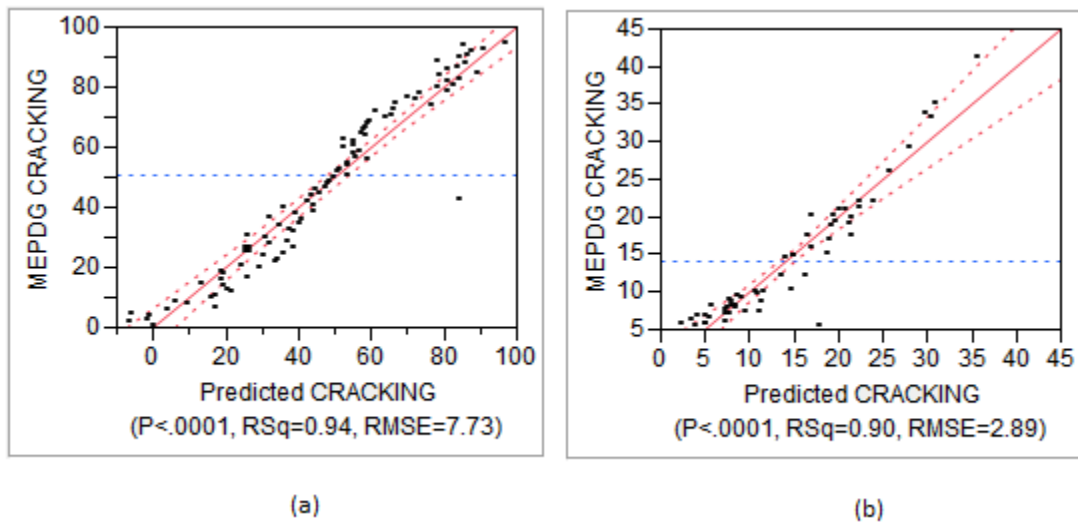 100
80
60
40
20
0
MEPDG CRACKING
0 20 40 60 80 100
Predicted CRACKING
(P<.0001, RSq=0.94, RMSE=7.73)
(a)
45
40
35
30
25
20
15
10
5
MEPDG CRACKING
0 5 10 15 20 25 30 35 40 45
Predicted CRACKING
(P<.0001, RSq=0.90, RMSE=2.89)
(b)